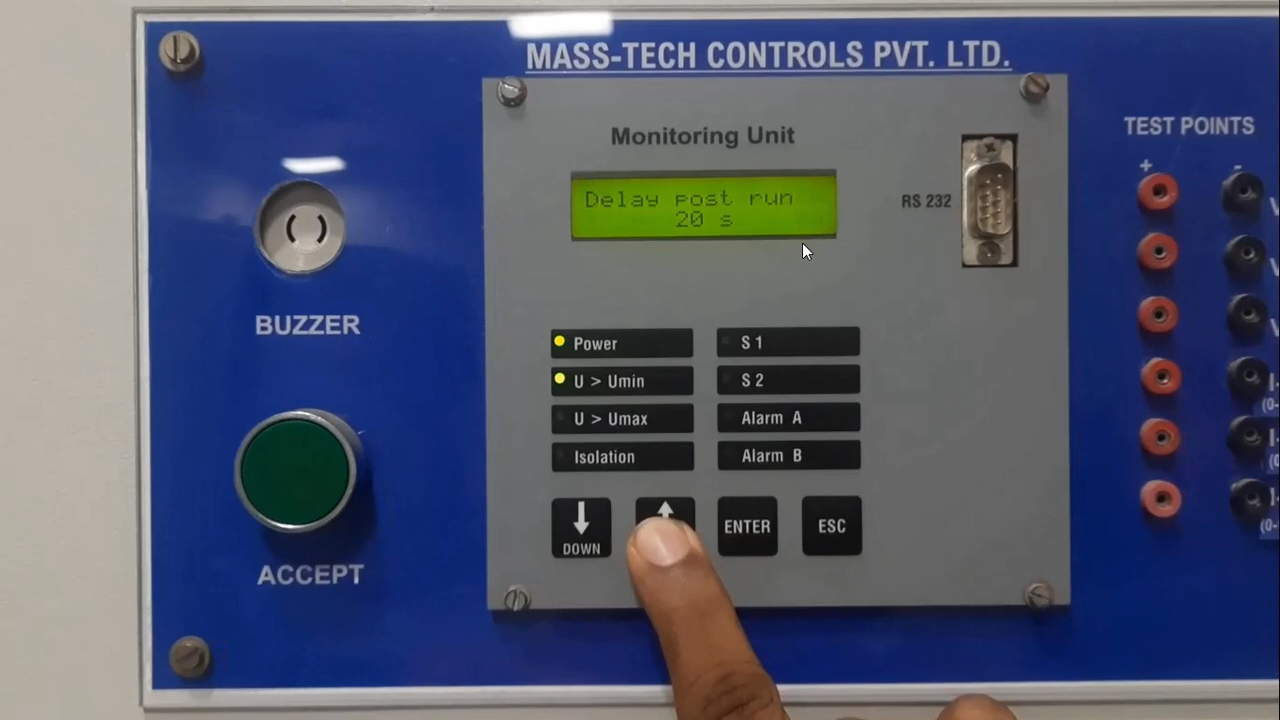 MASS-TECH CONTROLS PVT. LTD.
Monitoring Unit
TEST POINTS
+ -
Delay post run
20 s
RS 232
BUZZER
Power
S 1
U > Umin
S 2
U > Umax
Alarm A
Isolation
Alarm B
DOWN
ENTER
ESC
ACCEPT